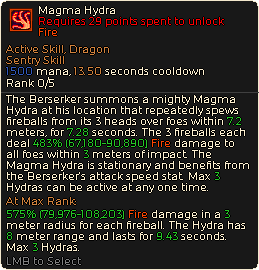 Magma Hydra
Requires 29 points spent to unlock
Fire
Active Skill, Dragon
Sentry Skill
1500 mana, 13.50 seconds cooldown
Rank 0/5
The Berserker summons a mighty Magma
Hydra at his location that repeatedly spews
fireballs from its 3 heads over foes within 7.2
meters, for 7.28 seconds. The 3 fireballs each
deal 483% (67,180-90,890) Fire damage to
all foes within 3 meters of impact. The
Magma Hydra is stationary and benefits from
the Berserker's attack speed stat. Max 3
Hydras can be active at any one time.
At Max Rank:
575% (79,976-108,203) Fire damage in a 3
meter radius for each fireball. The Hydra has
8 meter range and lasts for 9.43 seconds.
Max 3 Hydras.
LMB to Select